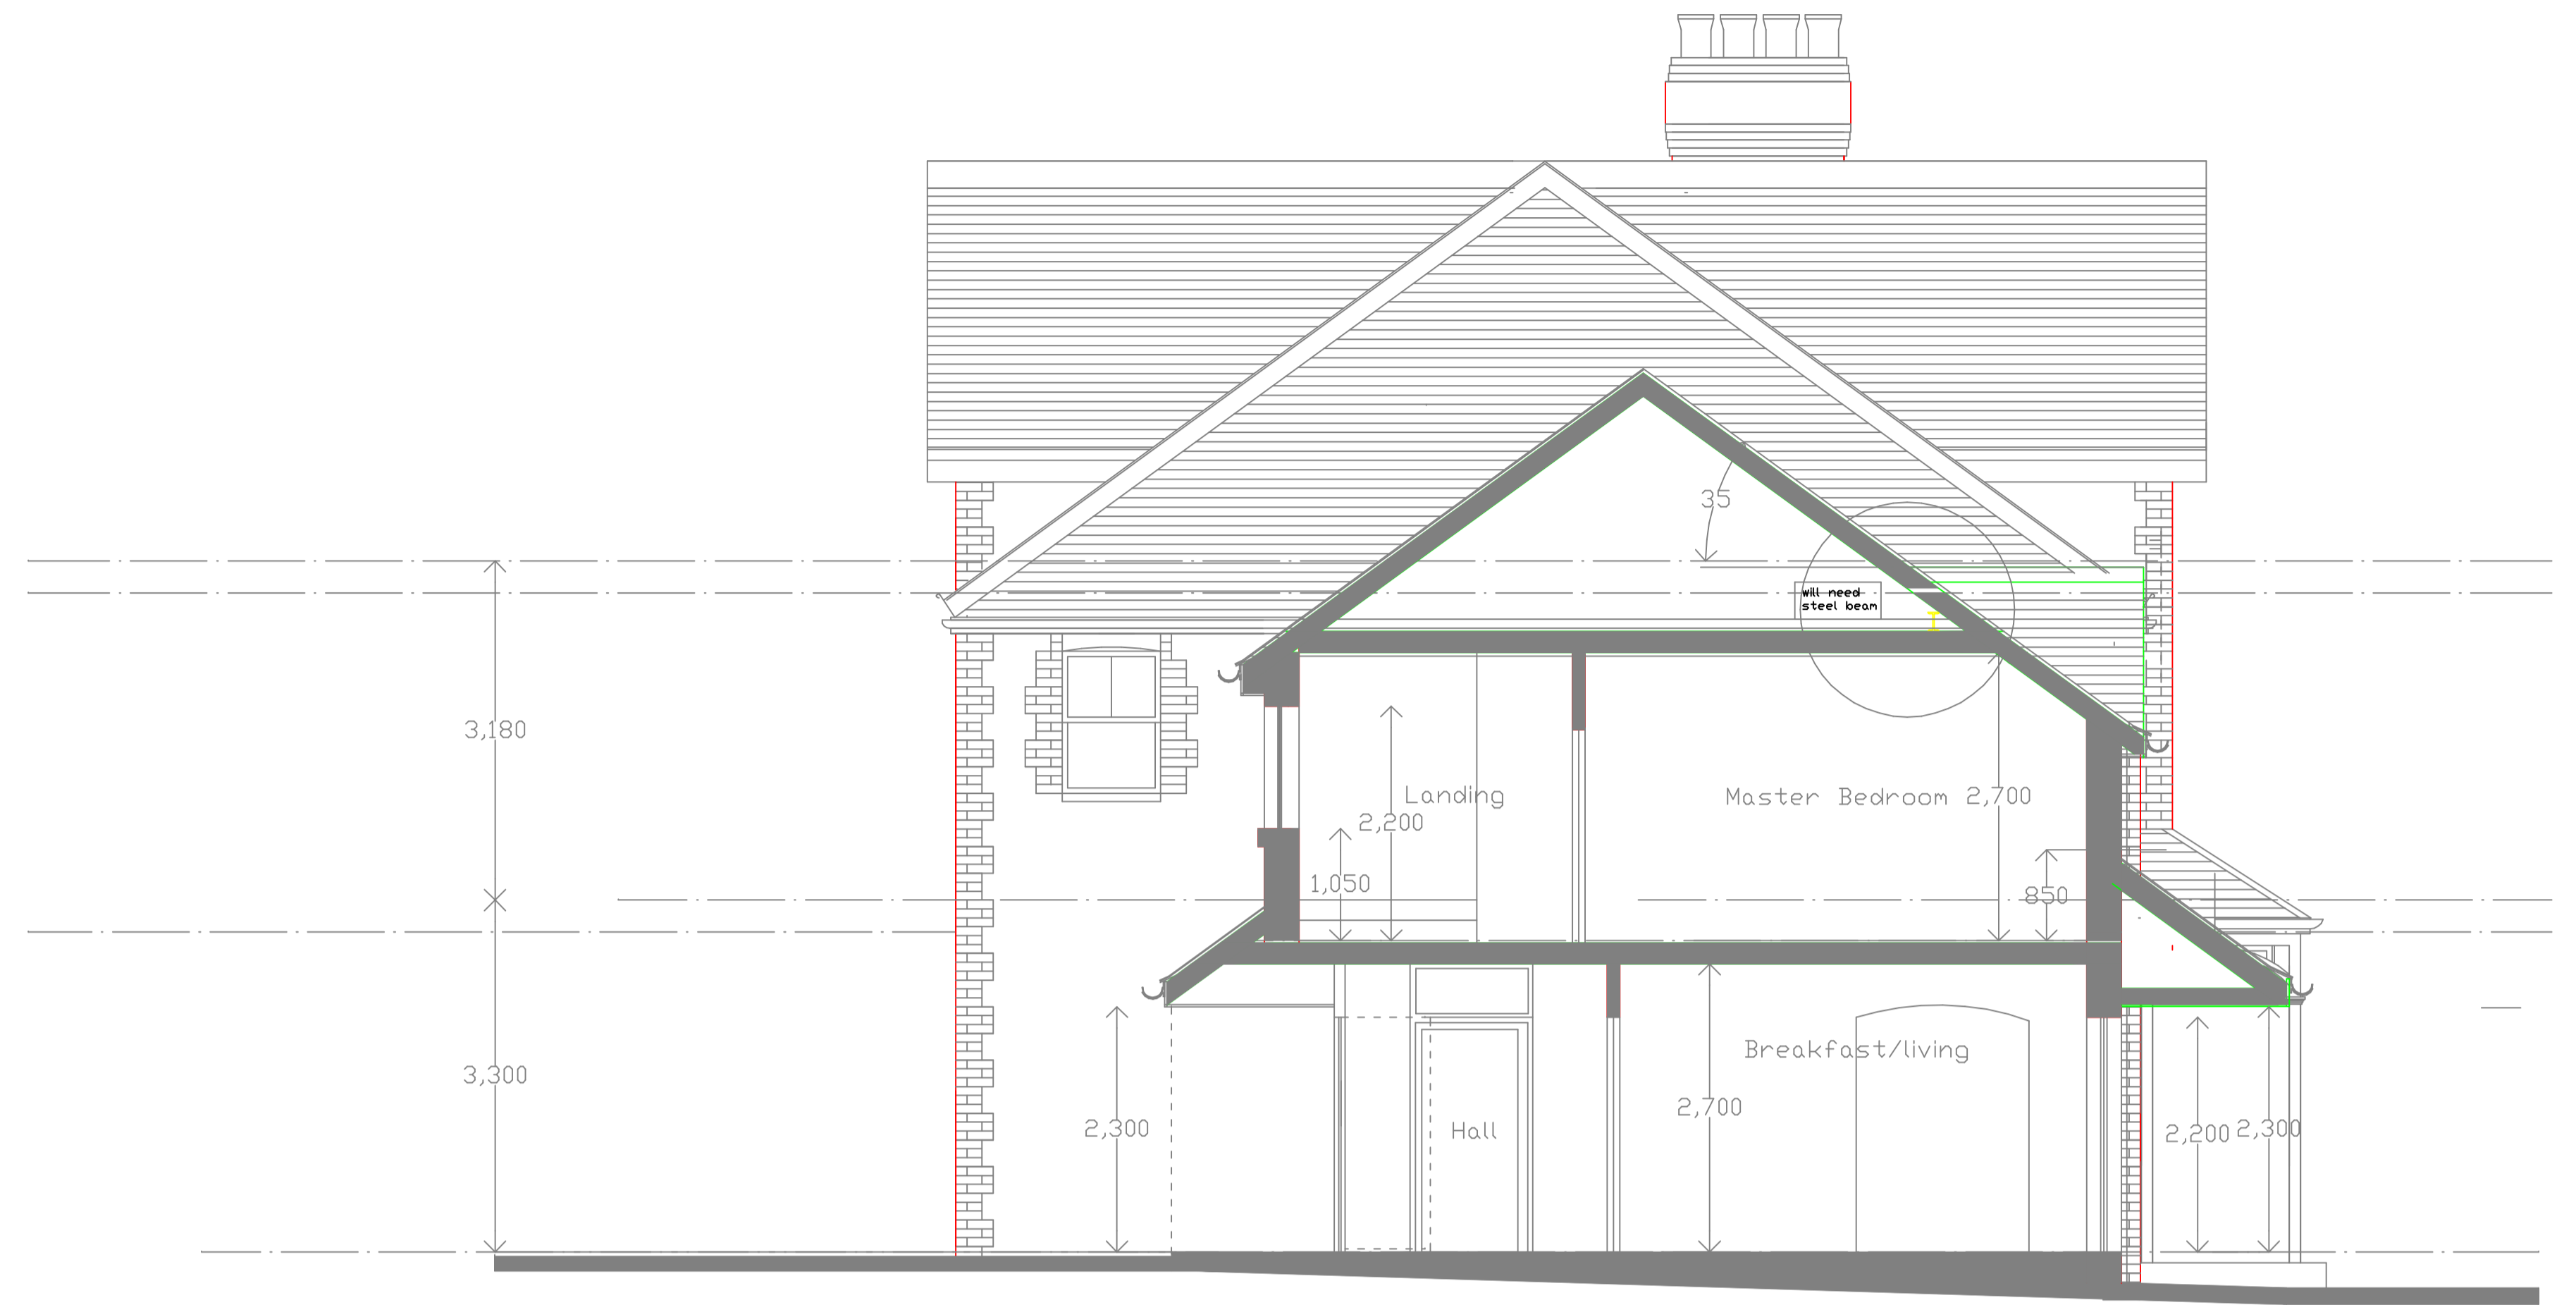 35
will need
steel beam
3,180
Landing
Master Bedroom 2,700
2,200
1,050
850
3,300
Breakfast/living
2,700
2,300
Hall
2,200 2,300